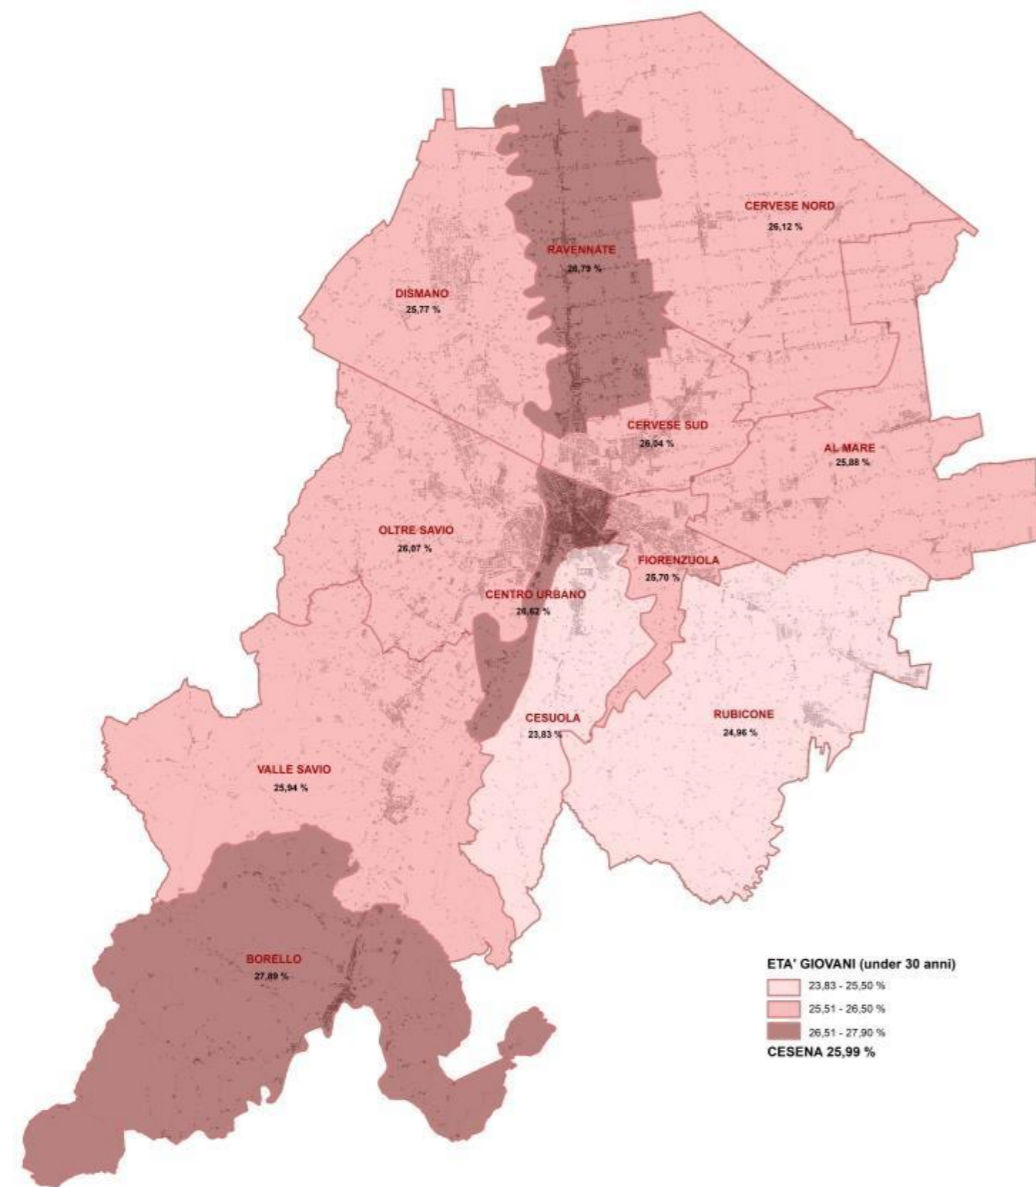 CERVESE NORD
26,12 %
RAVENNATE
26,79 %
DISMANO
25,77 %
CERVESE SUD
26,04 %
AL MARE
25,88 %
OLTRE SAVIO
26,07 %
FIORENZUOLA
25,70 %
CENTRO URBANO
26,62 %
CESUOLA
23,83 %
RUBICONE
24,96 %
VALLE SAVIO
25,94 %
BORELLO
27,89 %
ETA' GIOVANI (under 30 anni)
23,83 - 25,50 %
25,51 - 26,50 %
26,51 - 27,90 %
CESENA 25,99 %